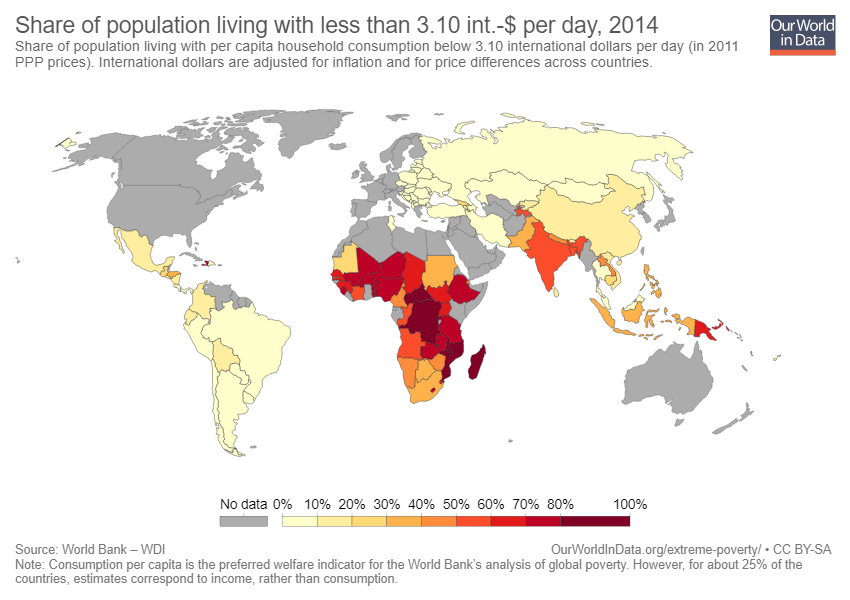 Share of population living with less than 3.10 int.-$ per day, 2014
Our World
in Data
Share of population living with per capita household consumption below 3.10 international dollars per day (in 2011
PPP prices). International dollars are adjusted for inflation and for price differences across countries.
No data 0% 10% 20% 30% 40% 50% 60% 70% 80% 100%
Source: World Bank – WDI
OurWorldInData.org/extreme-poverty/ • CC BY-SA
Note: Consumption per capita is the preferred welfare indicator for the World Bank's analysis of global poverty. However, for about 25% of the
countries, estimates correspond to income, rather than consumption.